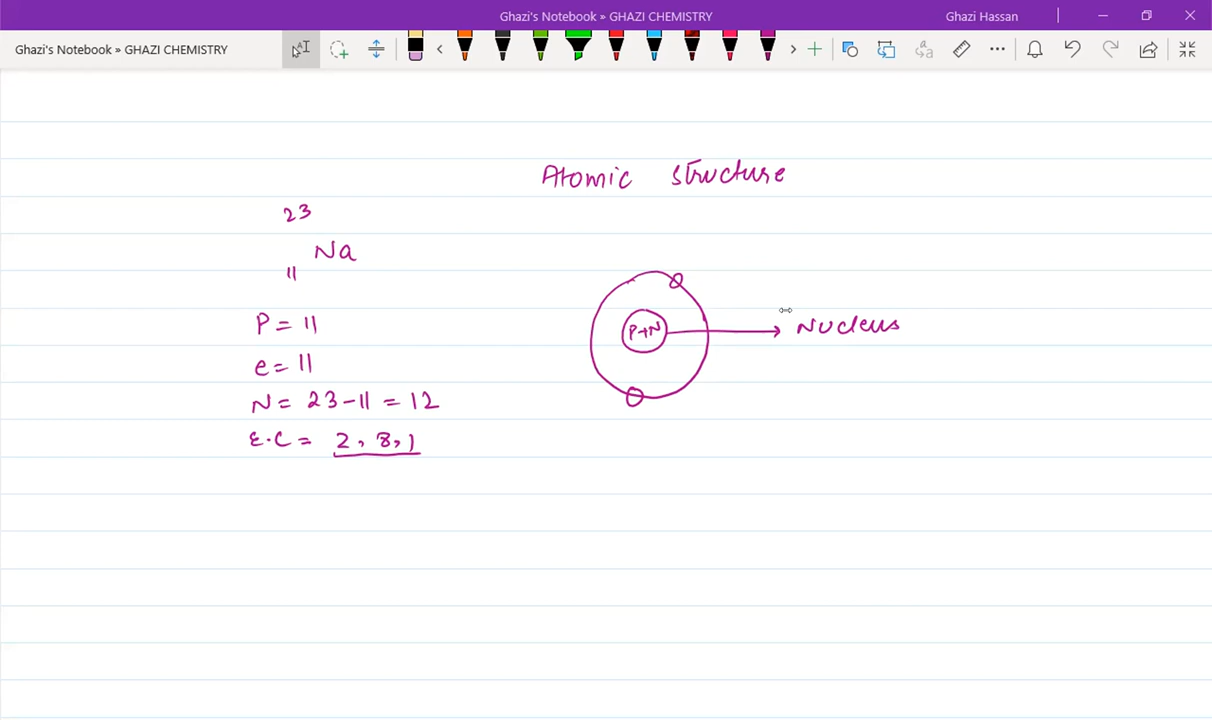 Ghazi's Notebook » GHAZI CHEMISTRY
Ghazi Hassan
Ghazi's Notebook » GHAZI CHEMISTRY
Atomic structure
23
Na
11
P = 11
e = 11
N = 23 - 11 = 12
E.C = 2, 8, 1
P+N
Nucleus